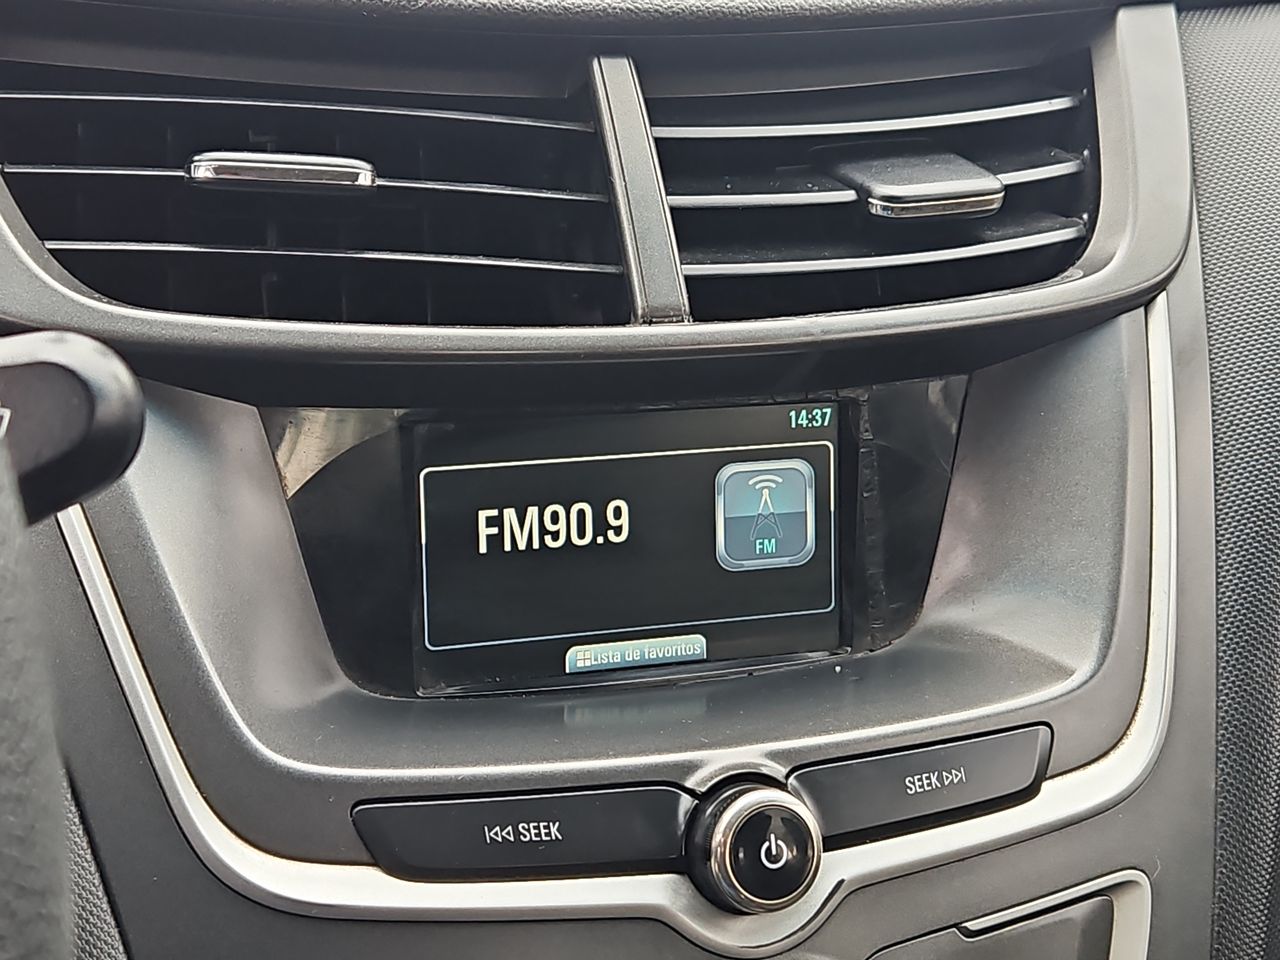 14:37
FM90.9
FM
Lista de favoritos
SEEK
SEEK